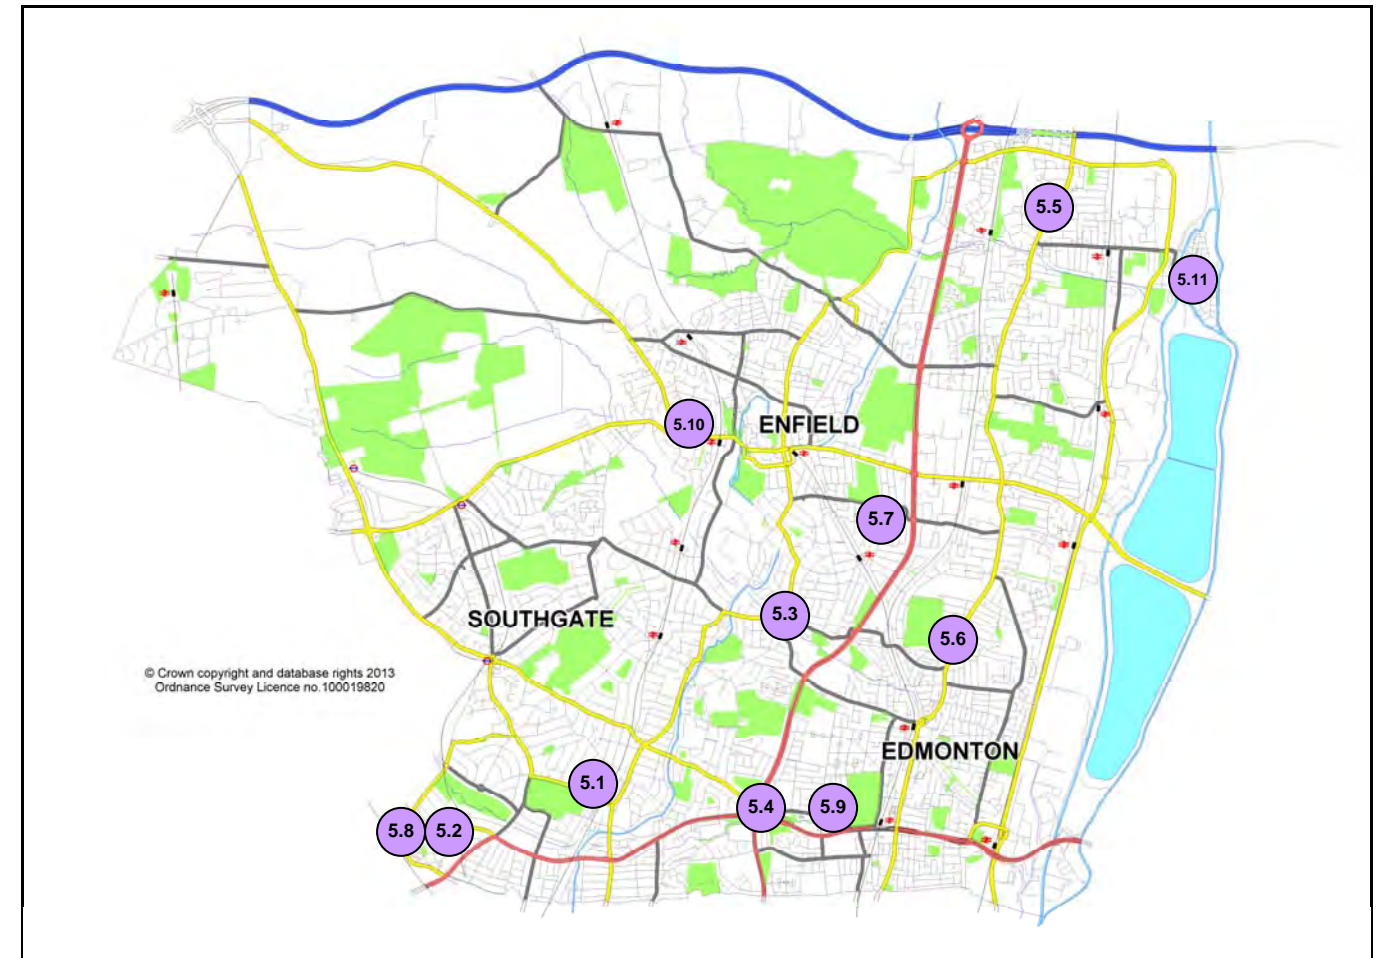 5.5
5.11
5.10
ENFIELD
5.7
5.3
SOUTHGATE
5.6
© Crown copyright and database rights 2013
Ordnance Survey Licence no.100019820
EDMONTON
5.1
5.4
5.9
5.8
5.2